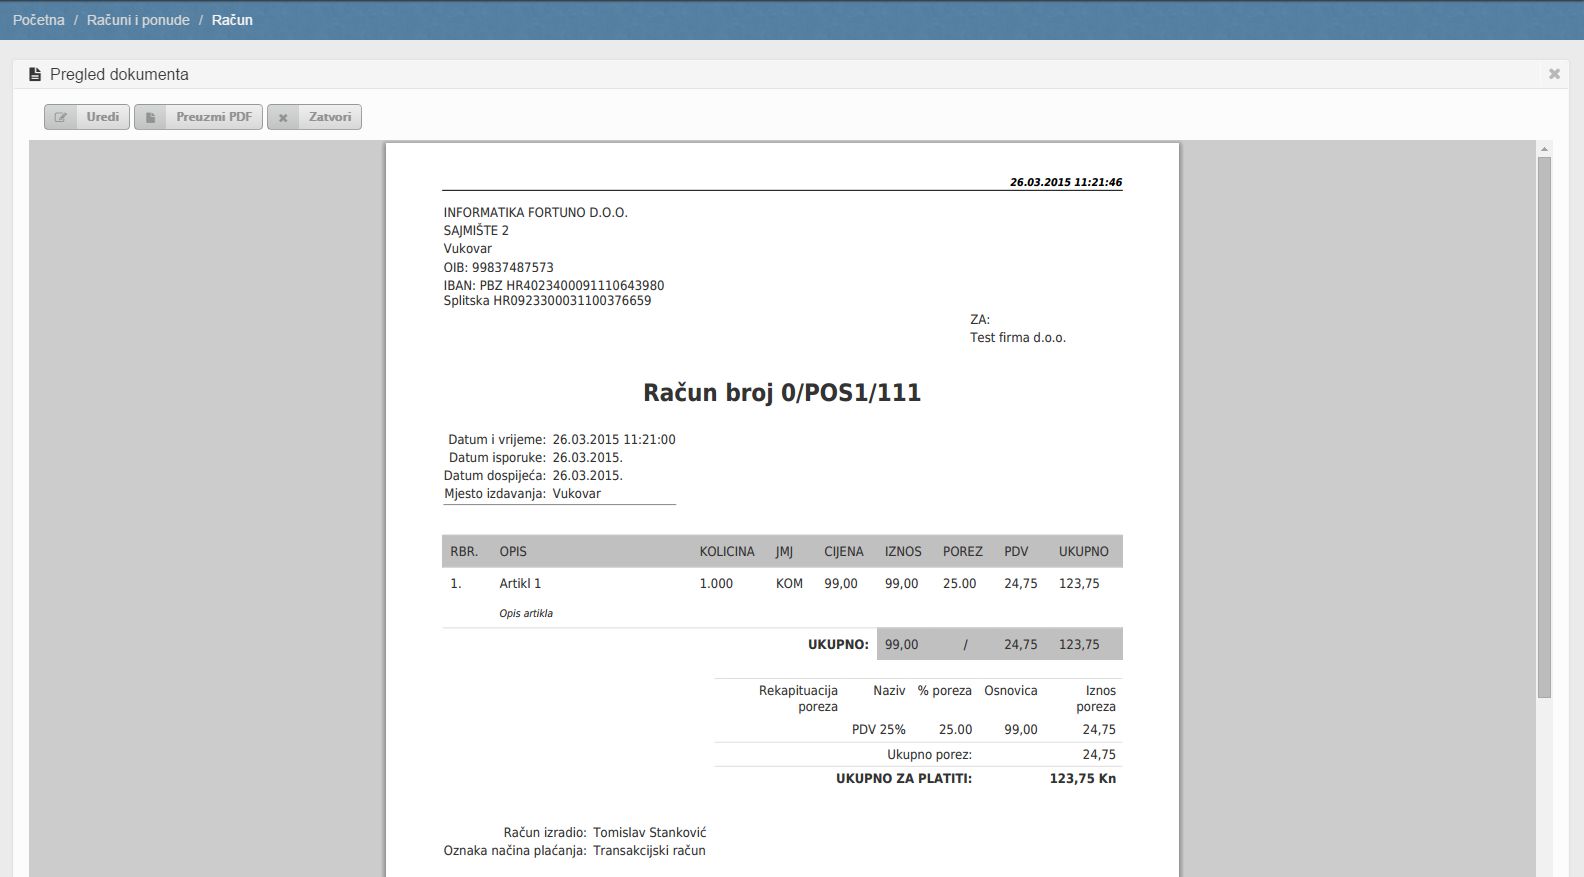 Početna / Računi i ponude / Račun
Pregled dokumenta
Uredi Preuzmi PDF Zatvori
26.03.2015 11:21:46
INFORMATIKA FORTUNO D.O.O.
SAJMIŠTE 2
Vukovar
OIB: 99837487573
IBAN: PBZ HR4023400091110643980
Splitska HR0923300031100376659
ZA:
Test firma d.o.o.
Račun broj 0/POS1/111
Datum i vrijeme: 26.03.2015 11:21:00
Datum isporuke: 26.03.2015.
Datum dospijeća: 26.03.2015.
Mjesto izdavanja: Vukovar
RBR. OPIS KOLICINA JMJ CIJENA IZNOS POREZ PDV UKUPNO
1. Artikl 1 1.000 KOM 99,00 99,00 25.00 24,75 123,75
Opis artikla
UKUPNO: 99,00 / 24,75 123,75
Rekapituacija Naziv % poreza Osnovica Iznos
poreza poreza
PDV 25% 25.00 99,00 24,75
Ukupno porez: 24,75
UKUPNO ZA PLATITI: 123,75 Kn
Račun izradio: Tomislav Stanković
Oznaka načina plaćanja: Transakcijski račun